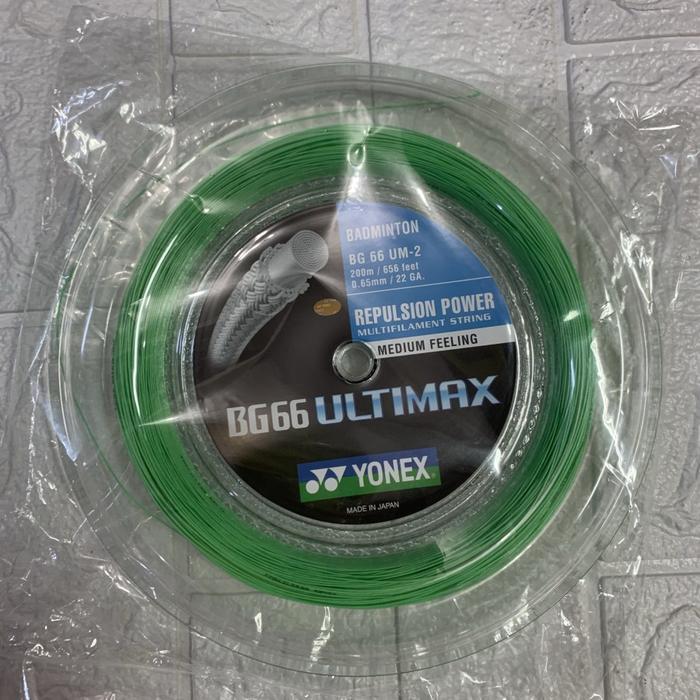 BADMINTON
BG 66 UM-2
200m / 656 feet
0.65mm / 22 GA.
REPULSION POWER
MULTIFILAMENT STRING
MEDIUM FEELING
BG66 ULTIMAX
YONEX
MADE IN JAPAN